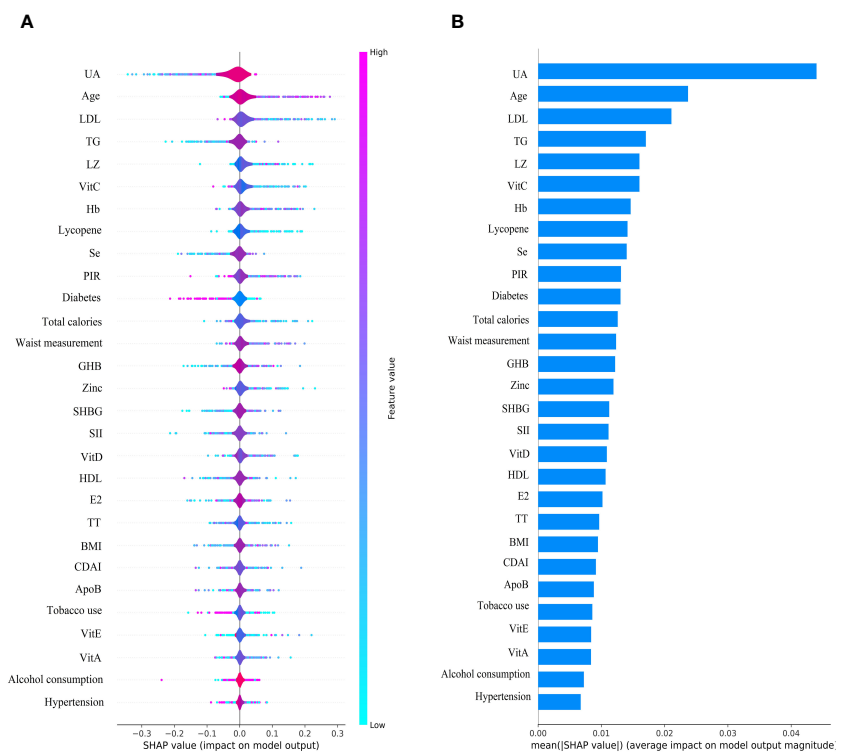 A
B
High
UA
Age
LDL
TG
LZ
VitC
Hb
Lycopene
Se
PIR
Diabetes
Total calories
Waist measurement
GHB
Zinc
SHBG
SII
VitD
HDL
E2
TT
BMI
CDAI
ApoB
Tobacco use
VitE
VitA
Alcohol consumption
Hypertension
Feature value
Low
−0.3 −0.2 −0.1 0.0 0.1 0.2 0.3
SHAP value (impact on model output)
UA
Age
LDL
TG
LZ
VitC
Hb
Lycopene
Se
PIR
Diabetes
Total calories
Waist measurement
GHB
Zinc
SHBG
SII
VitD
HDL
E2
TT
BMI
CDAI
ApoB
Tobacco use
VitE
VitA
Alcohol consumption
Hypertension
0.00 0.01 0.02 0.03 0.04
mean(|SHAP value|) (average impact on model output magnitude)